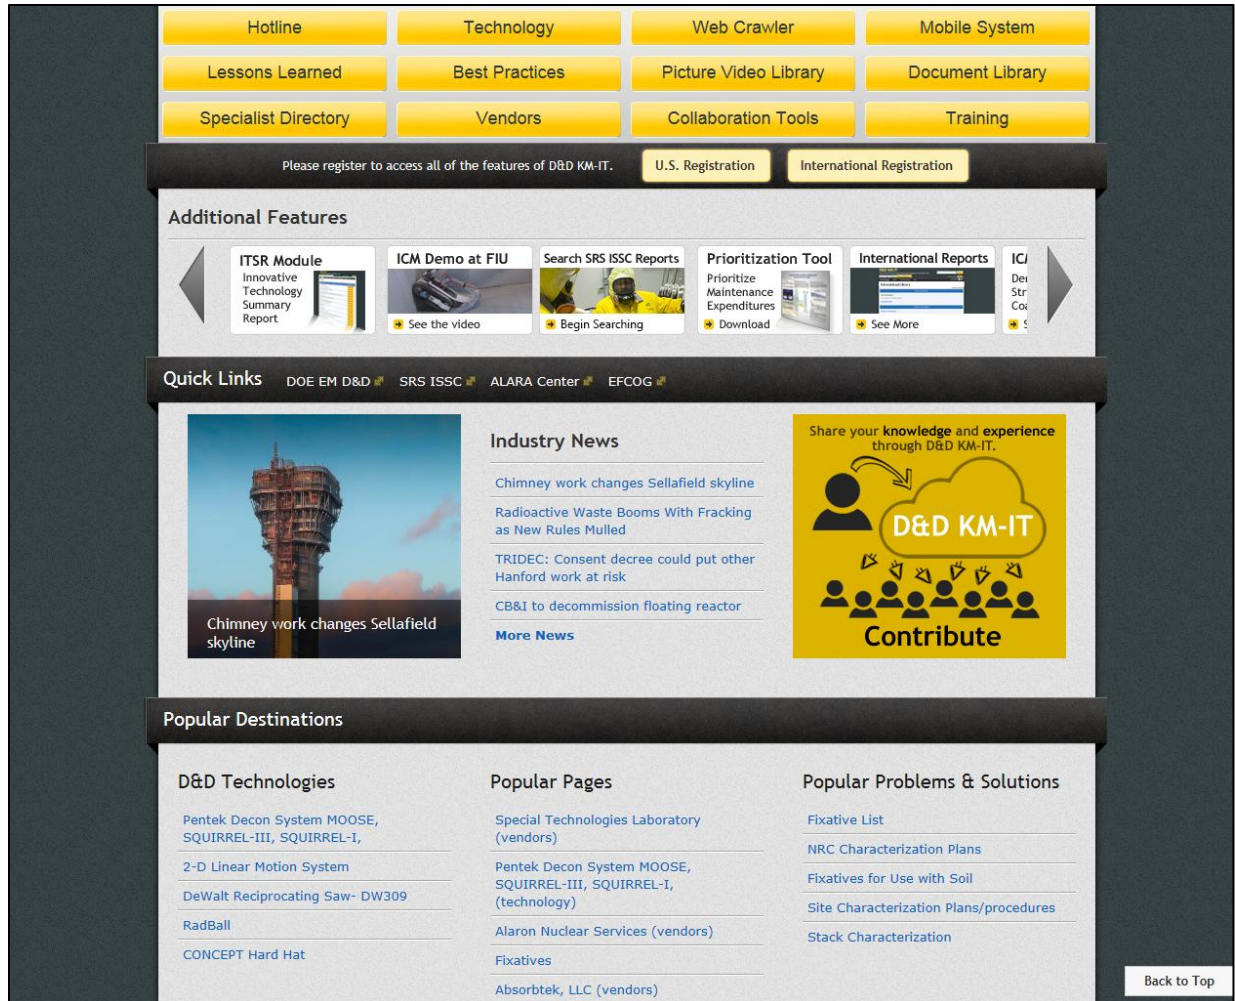 Hotline
Technology
Web Crawler
Mobile System
Lessons Learned
Best Practices
Picture Video Library
Document Library
Specialist Directory
Vendors
Collaboration Tools
Training
Please register to access all of the features of D&D KM-IT.
U.S. Registration
International Registration
Additional Features
ITSR Module
Innovative
Technology
Summary
Report
ICM Demo at FIU
See the video
Search SRS ISSC Reports
Begin Searching
Prioritization Tool
Prioritize
Maintenance
Expenditures
Download
International Reports
See More
Quick Links
DOE EM D&D
SRS ISSC
ALARA Center
EFCOG
Chimney work changes Sellafield
skyline
Industry News
Chimney work changes Sellafield skyline
Radioactive Waste Booms With Fracking
as New Rules Mulled
TRIDEC: Consent decree could put other
Hanford work at risk
CB&I to decommission floating reactor
More News
Share your knowledge and experience
through D&D KM-IT.
D&D KM-IT
Contribute
Popular Destinations
D&D Technologies
Pentek Decon System MOOSE,
SQUIRREL-III, SQUIRREL-I,
2-D Linear Motion System
DeWalt Reciprocating Saw- DW309
RadBall
CONCEPT Hard Hat
Popular Pages
Special Technologies Laboratory
(vendors)
Pentek Decon System MOOSE,
SQUIRREL-III, SQUIRREL-I,
(technology)
Alaron Nuclear Services (vendors)
Fixatives
Absorbtek, LLC (vendors)
Popular Problems & Solutions
Fixative List
NRC Characterization Plans
Fixatives for Use with Soil
Site Characterization Plans/procedures
Stack Characterization
Back to Top